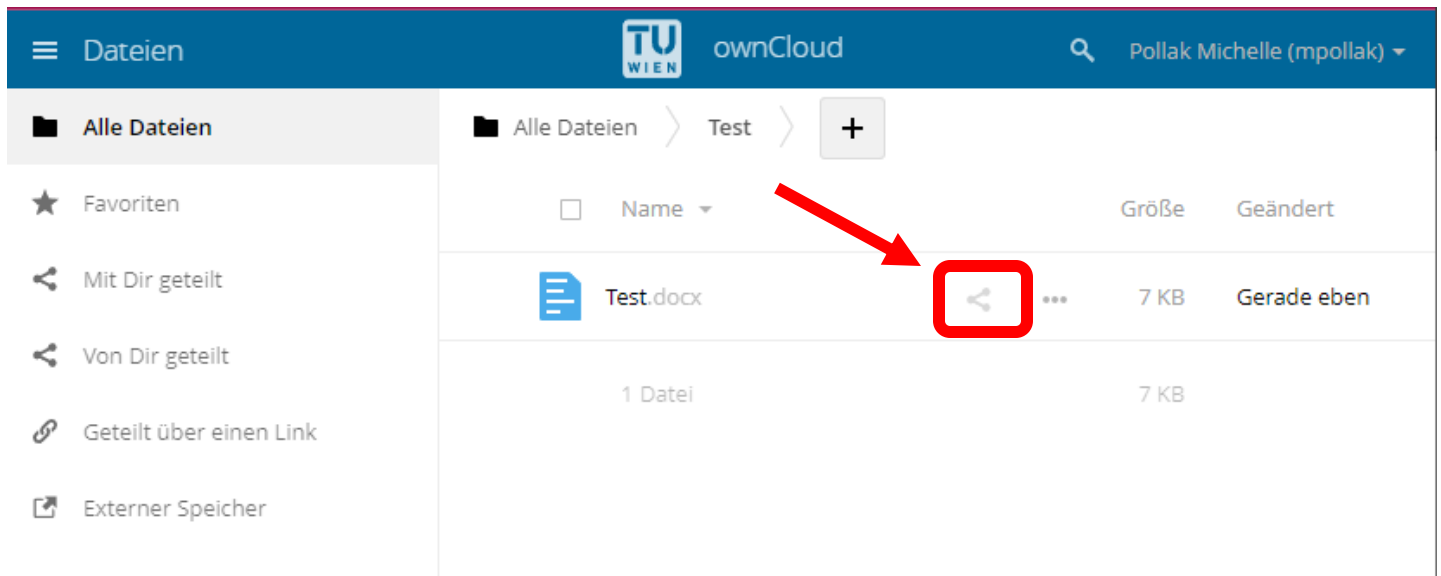 Dateien
TU
WIEN
ownCloud
Pollak Michelle (mpollak)
Alle Dateien
Favoriten
Mit Dir geteilt
Von Dir geteilt
Geteilt über einen Link
Externer Speicher
Alle Dateien Test +
Name Größe Geändert
Test.docx ••• 7 KB Gerade eben
1 Datei 7 KB